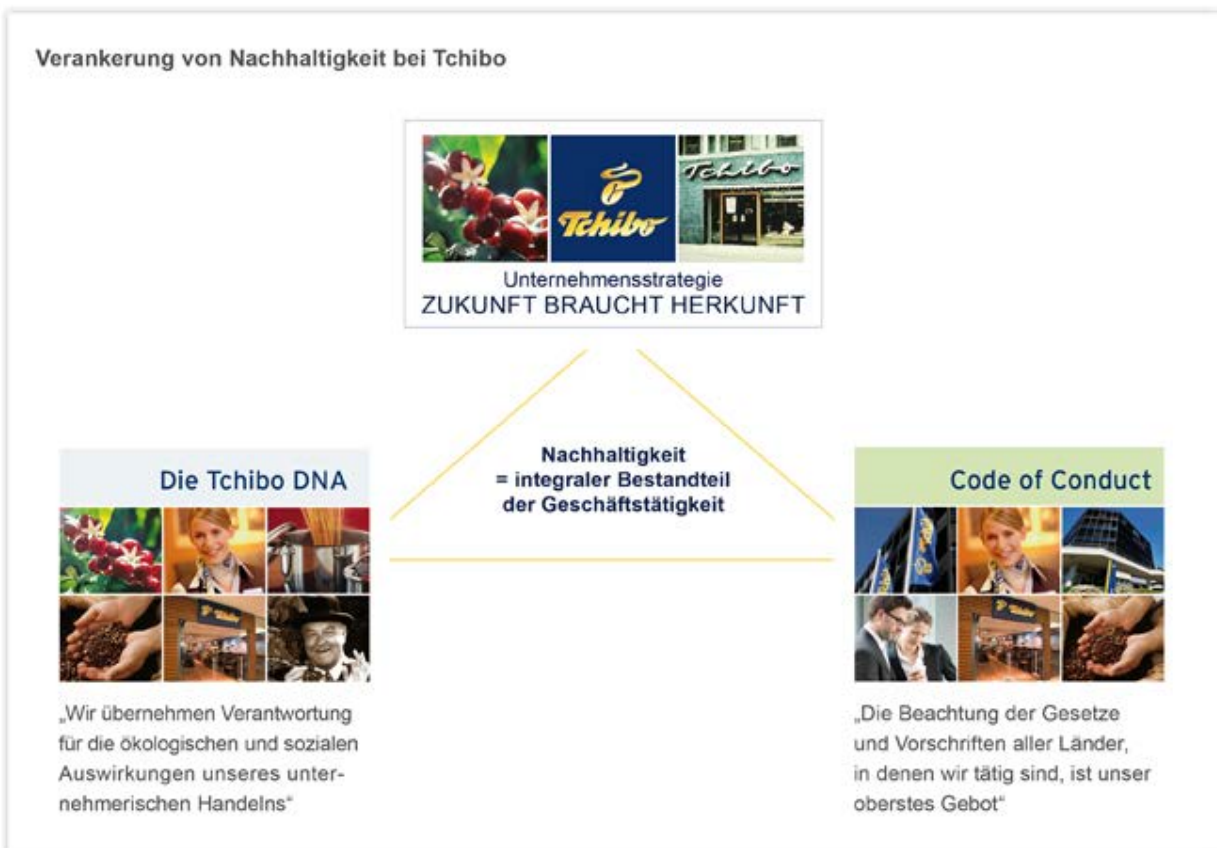 Verankerung von Nachhaltigkeit bei Tchibo
Tchibo
Tchibo
Unternehmensstrategie
ZUKUNFT BRAUCHT HERKUNFT
Nachhaltigkeit
= integraler Bestandteil
der Geschäftstätigkeit
Die Tchibo DNA
Tchibo
„Wir übernehmen Verantwortung
für die ökologischen und sozialen
Auswirkungen unseres unter-
nehmerischen Handelns“
Code of Conduct
Tchibo
„Die Beachtung der Gesetze
und Vorschriften aller Länder,
in denen wir tätig sind, ist unser
oberstes Gebot“